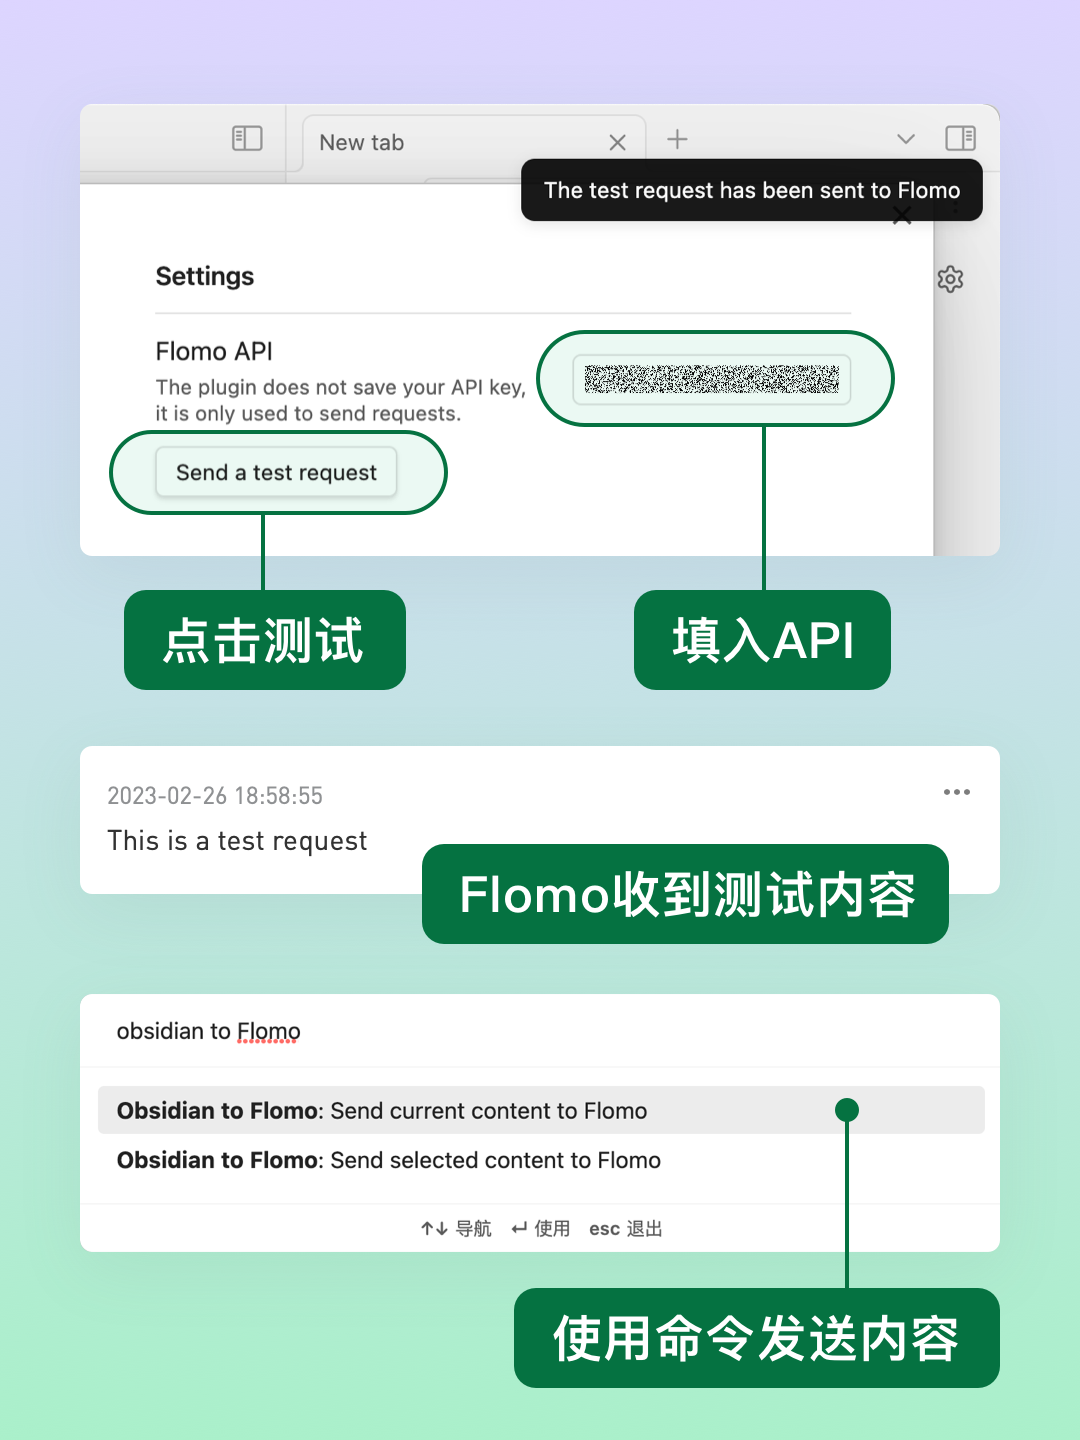 New tab
The test request has been sent to Flomo
Settings
Flomo API
The plugin does not save your API key,
it is only used to send requests.
Send a test request
点击测试
填入API
2023-02-26 18:58:55
This is a test request
Flomo收到测试内容
obsidian to Flomo
Obsidian to Flomo: Send current content to Flomo
Obsidian to Flomo: Send selected content to Flomo
↑↓ 导航 ↵ 使用 esc 退出
使用命令发送内容